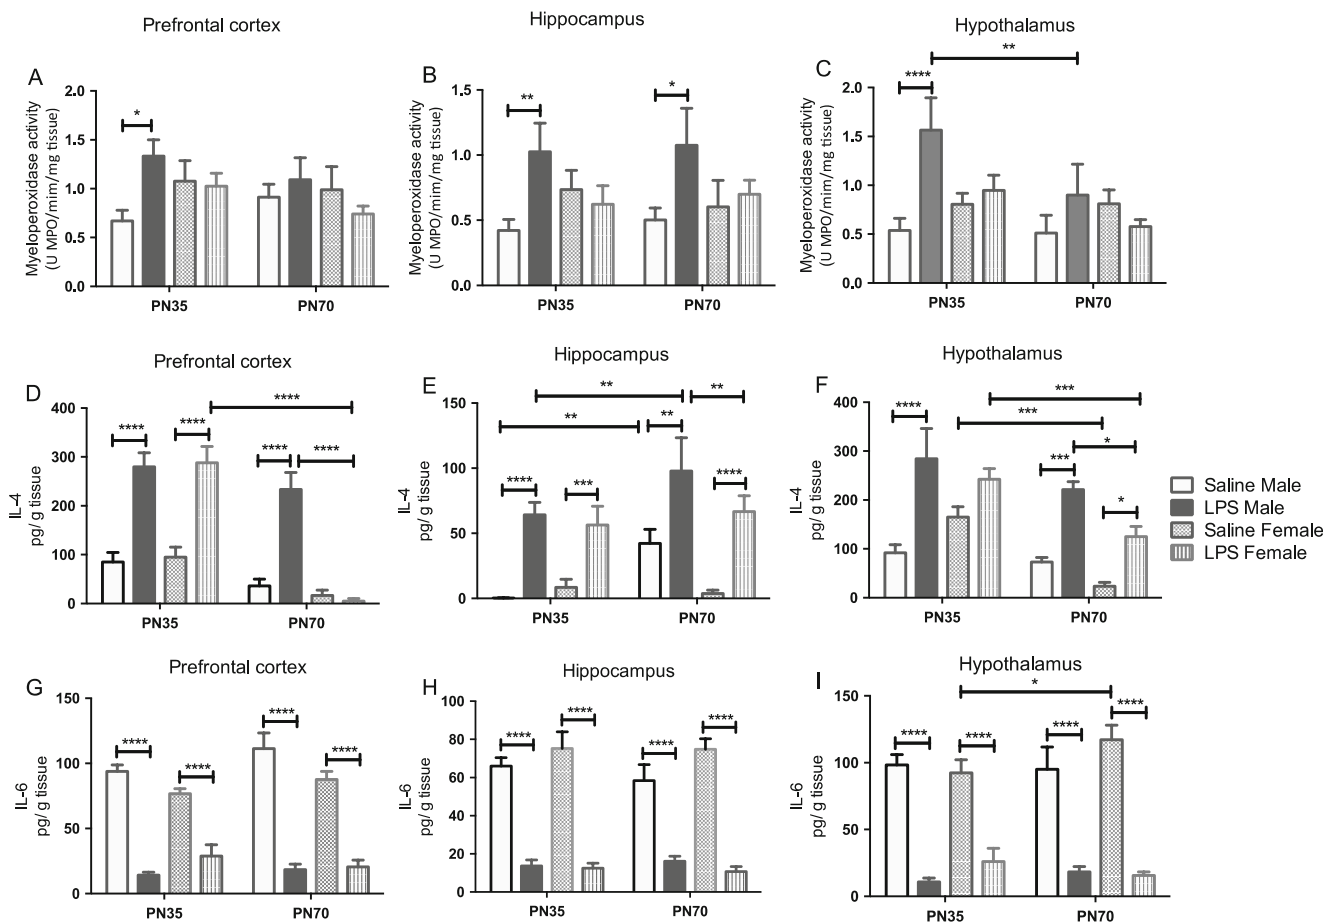 Prefrontal cortex
Hippocampus
Hypothalamus
A
Myeloperoxidase activity
(U MPO/mim/mg tissue)
2.0
1.5
1.0
0.5
0.0
*
PN35
PN70
B
Myeloperoxidase activity
(U MPO/mim/mg tissue)
1.5
1.0
0.5
0.0
**
*
PN35
PN70
C
Myeloperoxidase activity
(U MPO/mim/mg tissue)
2.0
1.5
1.0
0.5
0.0
****
**
PN35
PN70
Prefrontal cortex
Hippocampus
Hypothalamus
D
IL-4
pg/ g tissue
400
300
200
100
0
****
****
****
****
****
PN35
PN70
E
IL-4
pg/ g tissue
150
100
50
0
**
**
**
**
****
***
****
PN35
PN70
F
IL-4
pg/ g tissue
400
300
200
100
0
***
****
***
*
***
*
PN35
PN70
Saline Male
LPS Male
Saline Female
LPS Female
Prefrontal cortex
Hippocampus
Hypothalamus
G
IL-6
pg/ g tissue
150
100
50
0
****
****
****
****
PN35
PN70
H
IL-6
pg/ g tissue
100
80
60
40
20
0
****
****
****
****
PN35
PN70
I
IL-6
pg/ g tissue
150
100
50
0
*
****
****
****
****
PN35
PN70